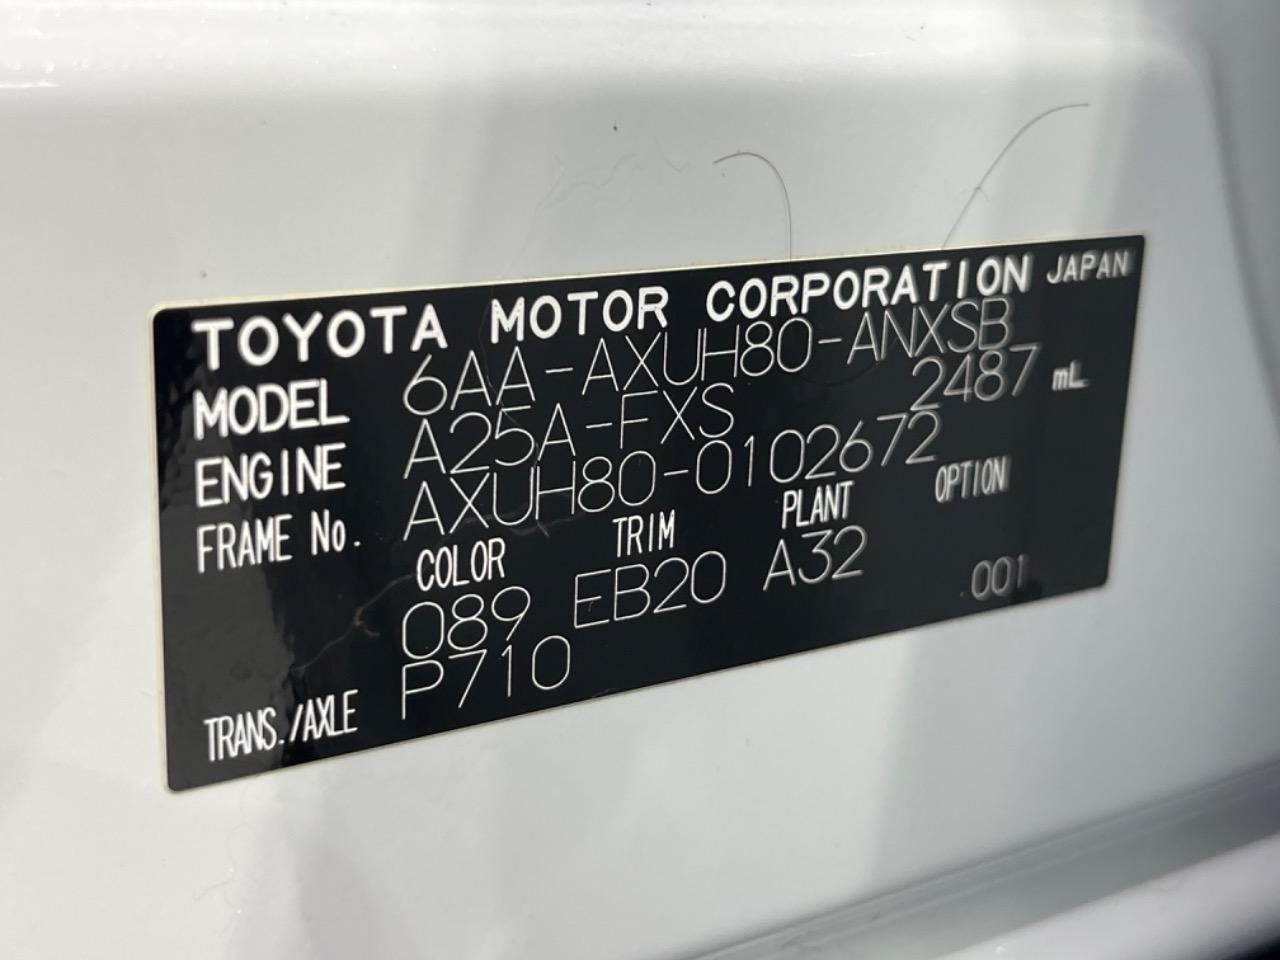 TOYOTA MOTOR CORPORATION JAPAN
MODEL 6AA-AXUH80-ANXSB
ENGINE A25A-FXS 2487 mL
FRAME No. AXUH80-0102672
COLOR TRIM PLANT OPTION
089 EB20 A32 001
TRANS./AXLE P710